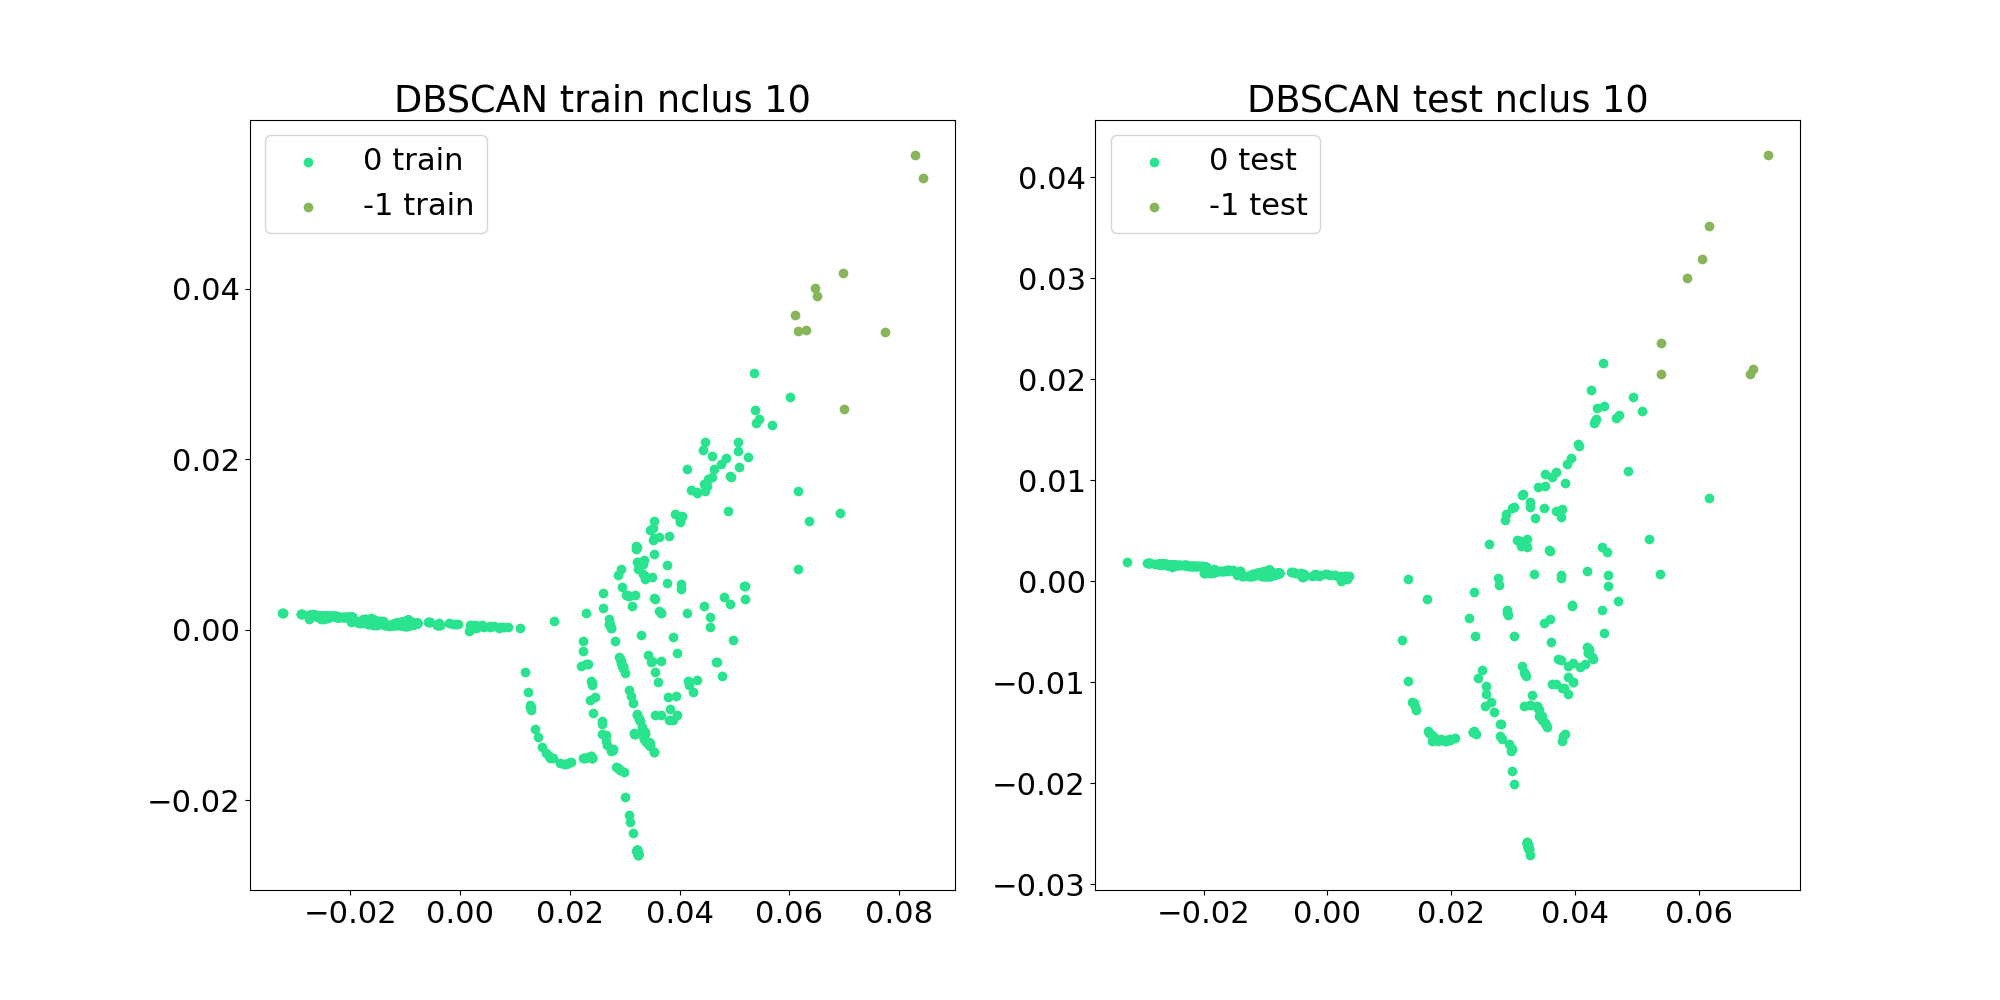 DBSCAN train nclus 10
0 train
-1 train
0.04
0.02
0.00
−0.02
−0.02 0.00 0.02 0.04 0.06 0.08
DBSCAN test nclus 10
0 test
-1 test
0.04
0.03
0.02
0.01
0.00
−0.01
−0.02
−0.03
−0.02 0.00 0.02 0.04 0.06